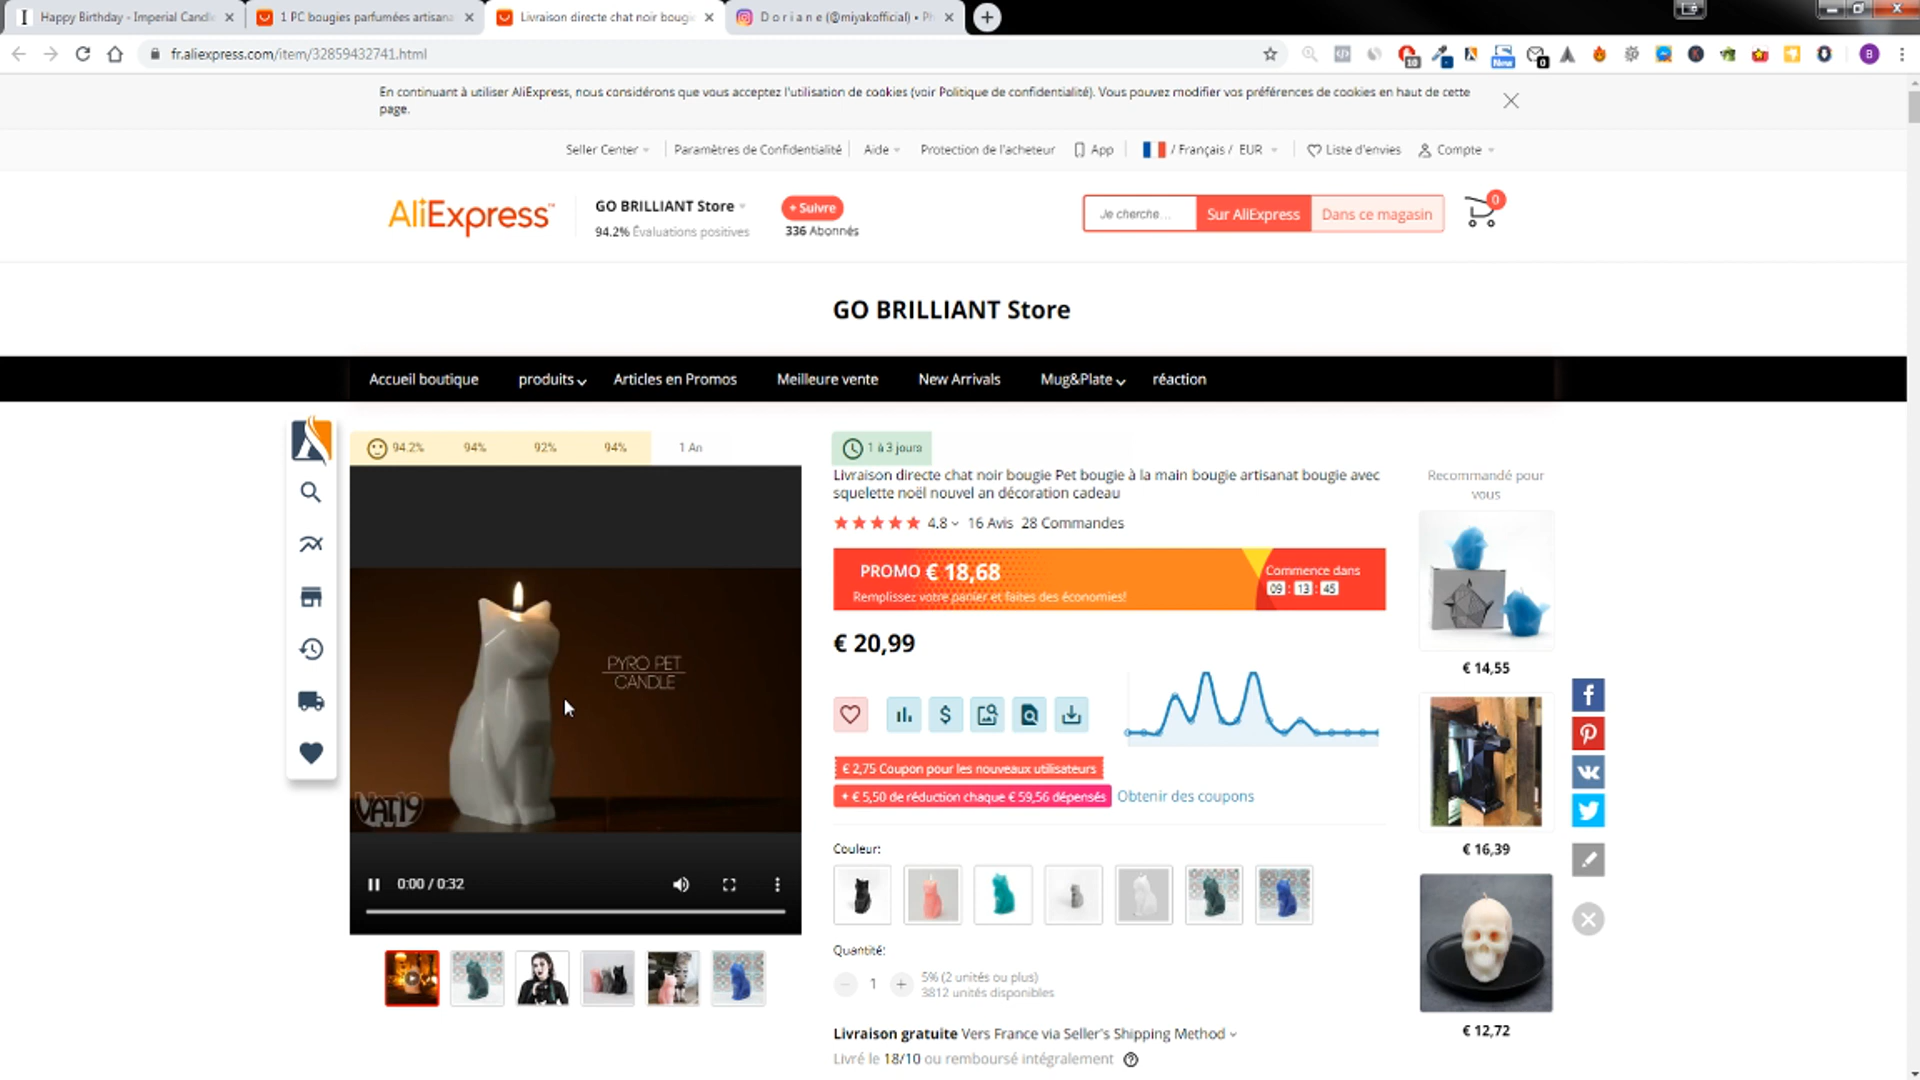 Happy Birthday - Imperial Candl
1 PC bougies parfumées artisana
Livraison directe chat noir bougi
D o r i a n e (@miyakofficial) • Ph
fr.aliexpress.com/item/32859432741.html
10
New
0
B
En continuant à utiliser AliExpress, nous considérons que vous acceptez l'utilisation de cookies (voir Politique de confidentialité). Vous pouvez modifier vos préférences de cookies en haut de cette
page.
Seller Center
Paramètres de Confidentialité
Aide
Protection de l'acheteur
App
/ Français / EUR
Liste d'envies
Compte
AliExpress™
GO BRILLIANT Store
94.2% Évaluations positives
+ Suivre
336 Abonnés
Je cherche...
Sur AliExpress
Dans ce magasin
0
GO BRILLIANT Store
Accueil boutique
produits
Articles en Promos
Meilleure vente
New Arrivals
Mug&Plate
réaction
94.2% 94% 92% 94% 1 An
1 à 3 jours
Livraison directe chat noir bougie Pet bougie à la main bougie artisanat bougie avec
squelette noël nouvel an décoration cadeau
4.8 16 Avis 28 Commandes
PROMO € 18,68
Remplissez votre panier et faites des économies!
Commence dans
09 : 13 : 45
€ 20,99
PYRO PET
CANDLE
VAT19
0:00 / 0:32
€ 2,75 Coupon pour les nouveaux utilisateurs
+ € 5,50 de réduction chaque € 59,56 dépensés
Obtenir des coupons
Couleur:
Quantité:
1
5% (2 unités ou plus)
3812 unités disponibles
Livraison gratuite Vers France via Seller's Shipping Method
Livré le 18/10 ou remboursé intégralement
Recommandé pour
vous
€ 14,55
€ 16,39
€ 12,72